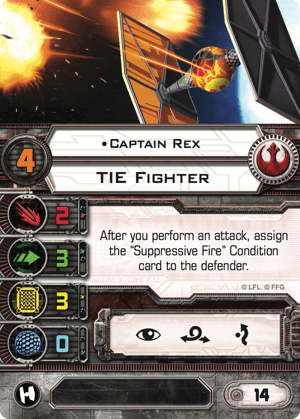 •Captain Rex
4
TIE Fighter
2
3
3
0
After you perform an attack, assign
the "Suppressive Fire" Condition
card to the defender.
© LFL © FFG
14